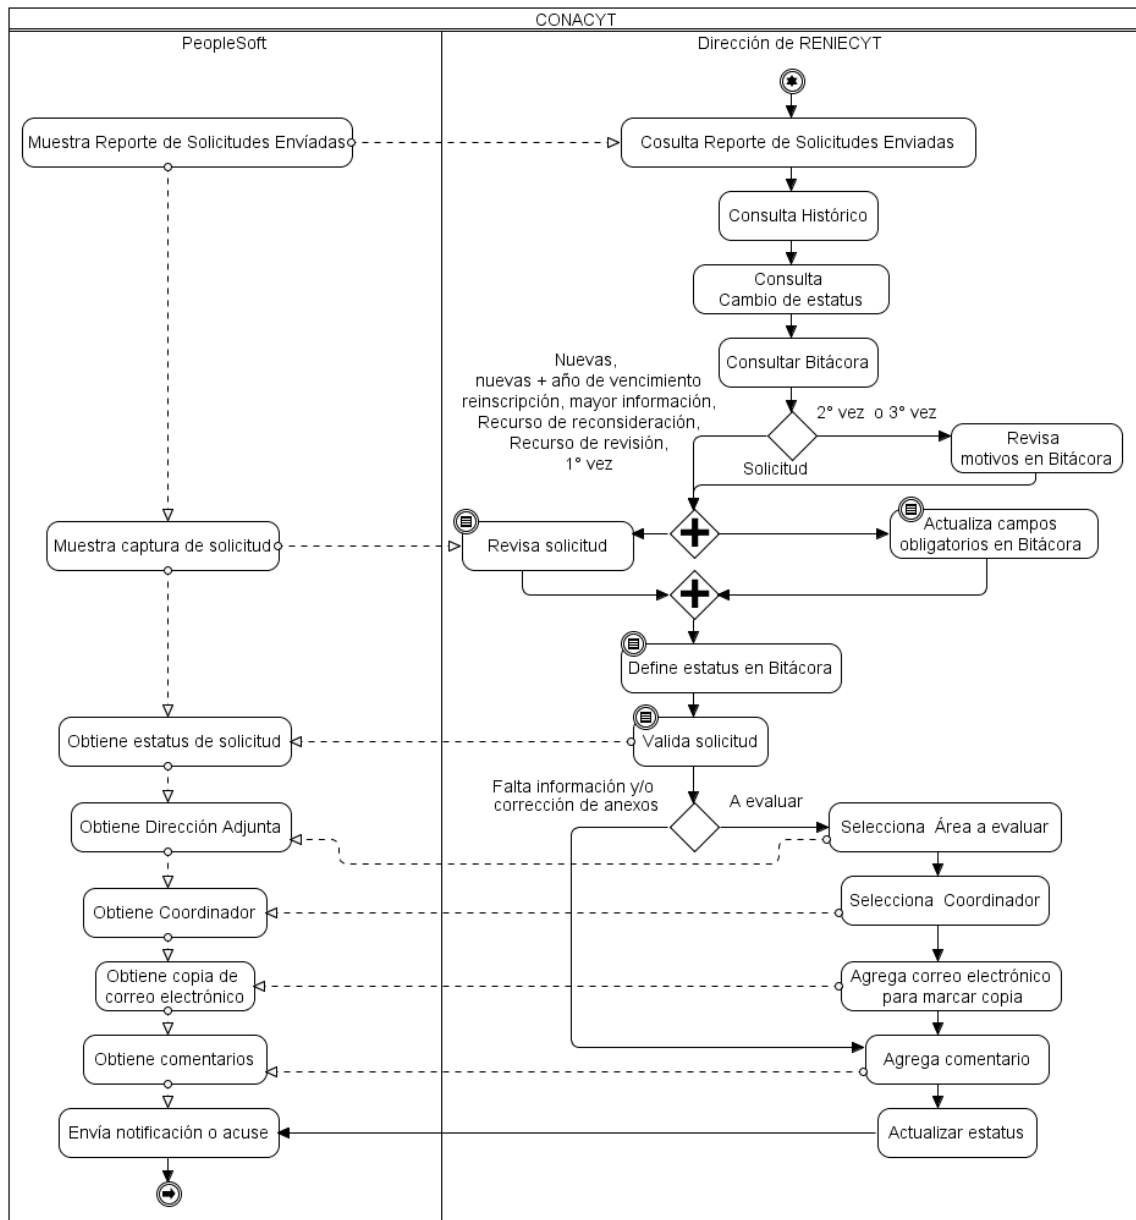 CONACYT
PeopleSoft
Dirección de RENIECYT
Muestra Reporte de Solicitudes Envíadas
Cosulta Reporte de Solicitudes Enviadas
Consulta Histórico
Consulta
Cambio de estatus
Consultar Bitácora
Nuevas,
nuevas + año de vencimiento
reinscripción, mayor información,
Recurso de reconsideración,
Recurso de revisión,
1° vez
2° vez o 3° vez
Solicitud
Revisa
motivos en Bitácora
Muestra captura de solicitud
Revisa solicitud
Actualiza campos
obligatorios en Bitácora
Define estatus en Bitácora
Obtiene estatus de solicitud
Valida solicitud
Falta información y/o
corrección de anexos
A evaluar
Obtiene Dirección Adjunta
Selecciona Área a evaluar
Obtiene Coordinador
Selecciona Coordinador
Obtiene copia de
correo electrónico
Agrega correo electrónico
para marcar copia
Obtiene comentarios
Agrega comentario
Envía notificación o acuse
Actualizar estatus